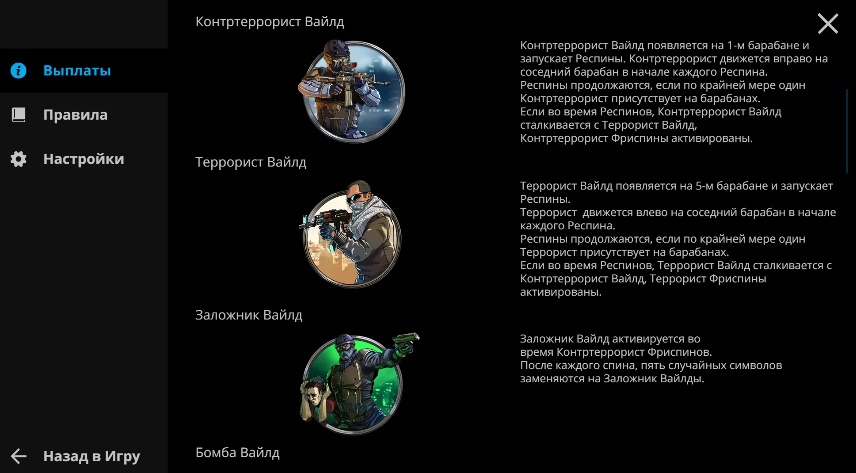 Выплаты
Правила
Настройки
Назад в Игру
Контртеррорист Вайлд
Контртеррорист Вайлд появляется на 1-м барабане и
запускает Респины. Контртеррорист движется вправо на
соседний барабан в начале каждого Респина.
Респины продолжаются, если по крайней мере один
Контртеррорист присутствует на барабанах.
Если во время Респинов, Контртеррорист Вайлд
сталкивается с Террорист Вайлд,
Контртеррорист Фриспины активированы.
Террорист Вайлд
Террорист Вайлд появляется на 5-м барабане и запускает
Респины.
Террорист движется влево на соседний барабан в начале
каждого Респина.
Респины продолжаются, если по крайней мере один
Террорист присутствует на барабанах.
Если во время Респинов, Террорист Вайлд сталкивается с
Контртеррорист Вайлд, Террорист Фриспины
активированы.
Заложник Вайлд
Заложник Вайлд активируется во
время Контртеррорист Фриспинов.
После каждого спина, пять случайных символов
заменяются на Заложник Вайлды.
Бомба Вайлд